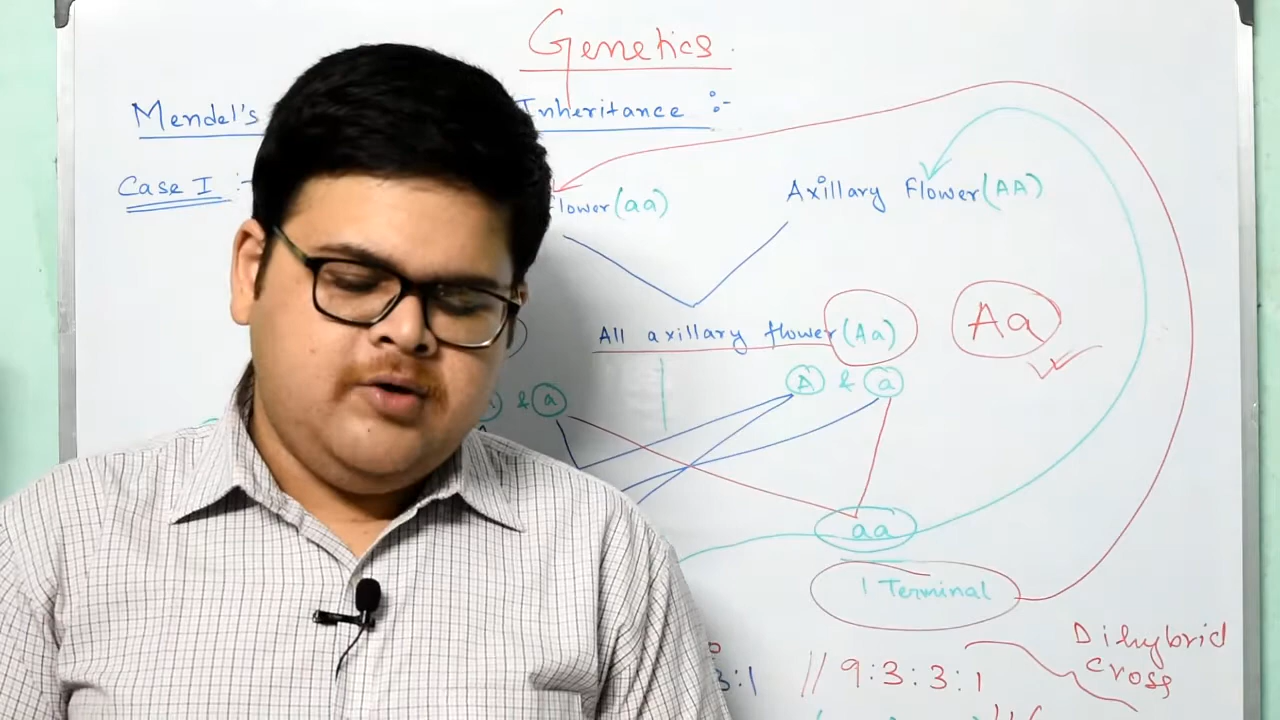 Genetics.
Mendel's Inheritance :-
Case I :- flower (aa) Axillary flower (AA)
All axillary flower (Aa) Aa
& a A & a
aa
1 Terminal
3:1 // 9:3:3:1 Dihybrid
cross